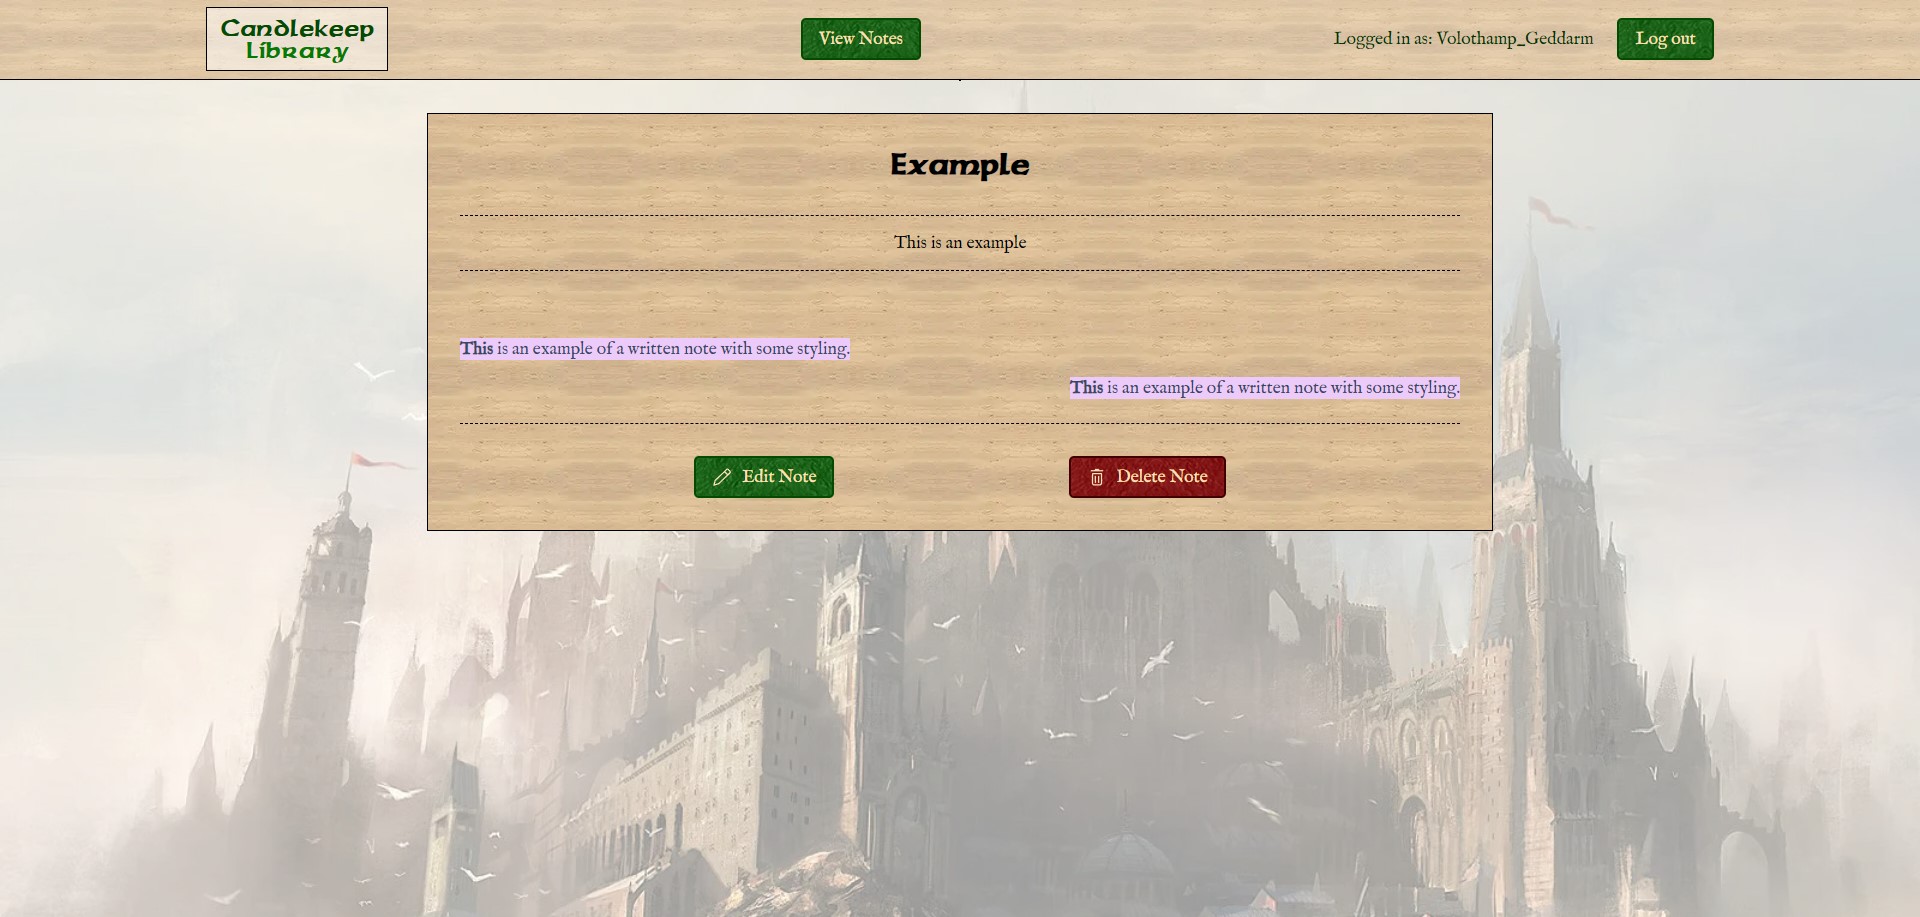 Candlekeep
Library
View Notes
Logged in as: Volothamp_Geddarm
Log out
Example
This is an example
This is an example of a written note with some styling.
This is an example of a written note with some styling.
Edit Note
Delete Note